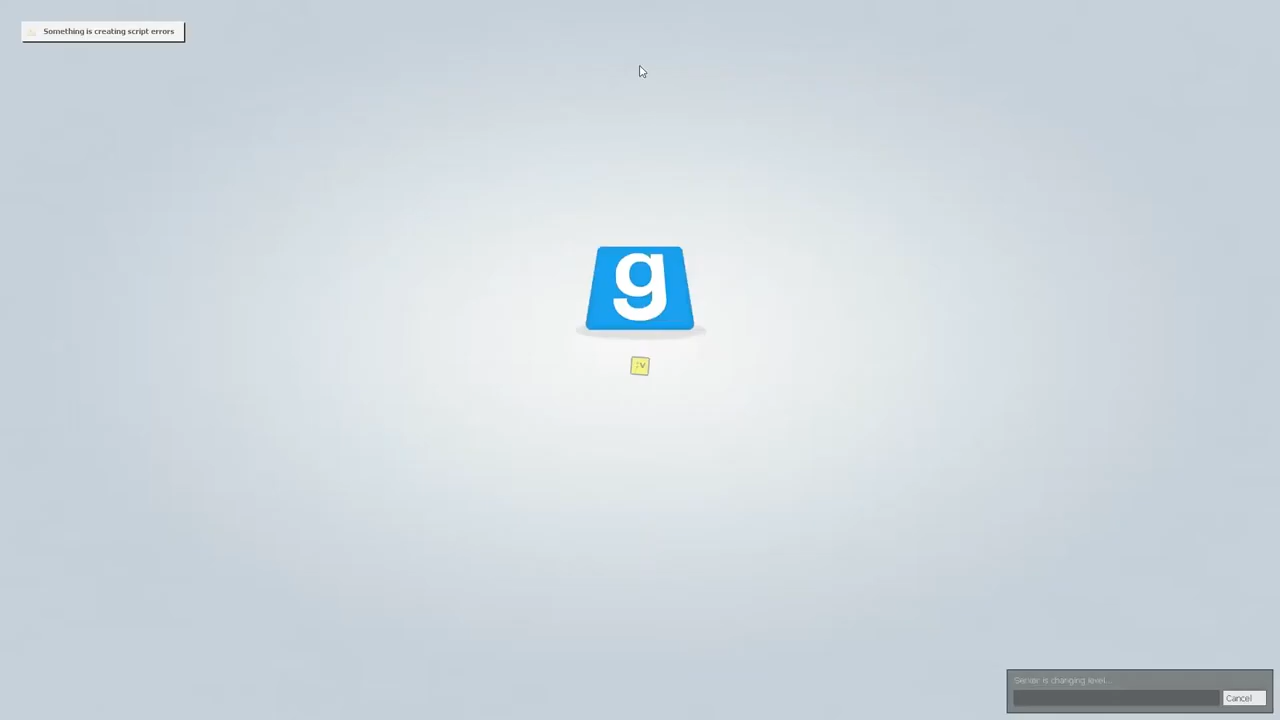 Something is creating script errors
g
:v
Server is changing level...
Cancel